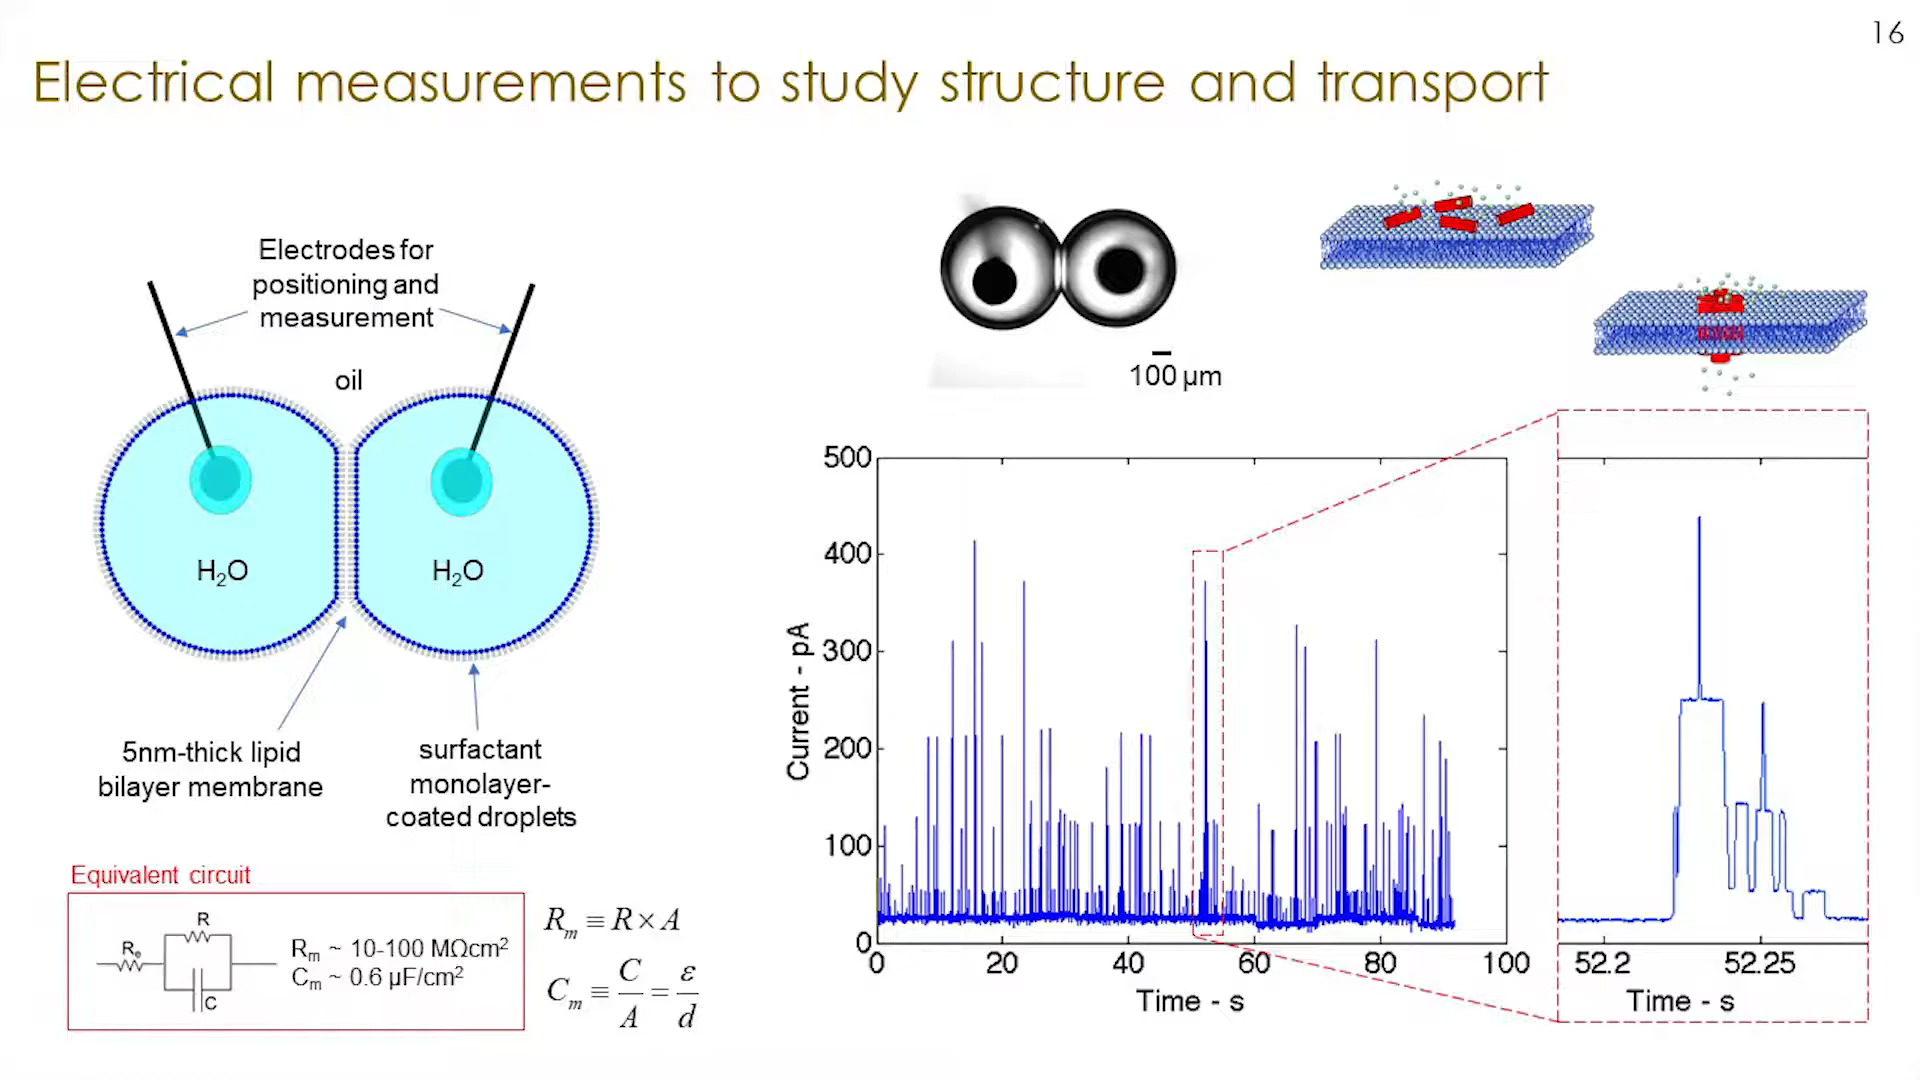 16
Electrical measurements to study structure and transport
Electrodes for
positioning and
measurement
oil
H₂O
H₂O
5nm-thick lipid
bilayer membrane
surfactant
monolayer-
coated droplets
Equivalent circuit
Rₑ
R
C
Rₘ ~ 10-100 MΩcm²
Cₘ ~ 0.6 µF/cm²
Rₘ ≡ R × A
Cₘ ≡ C/A = ε/d
100 µm
Current - pA
500
400
300
200
100
0
0 20 40 60 80 100
Time - s
52.2 52.25
Time - s